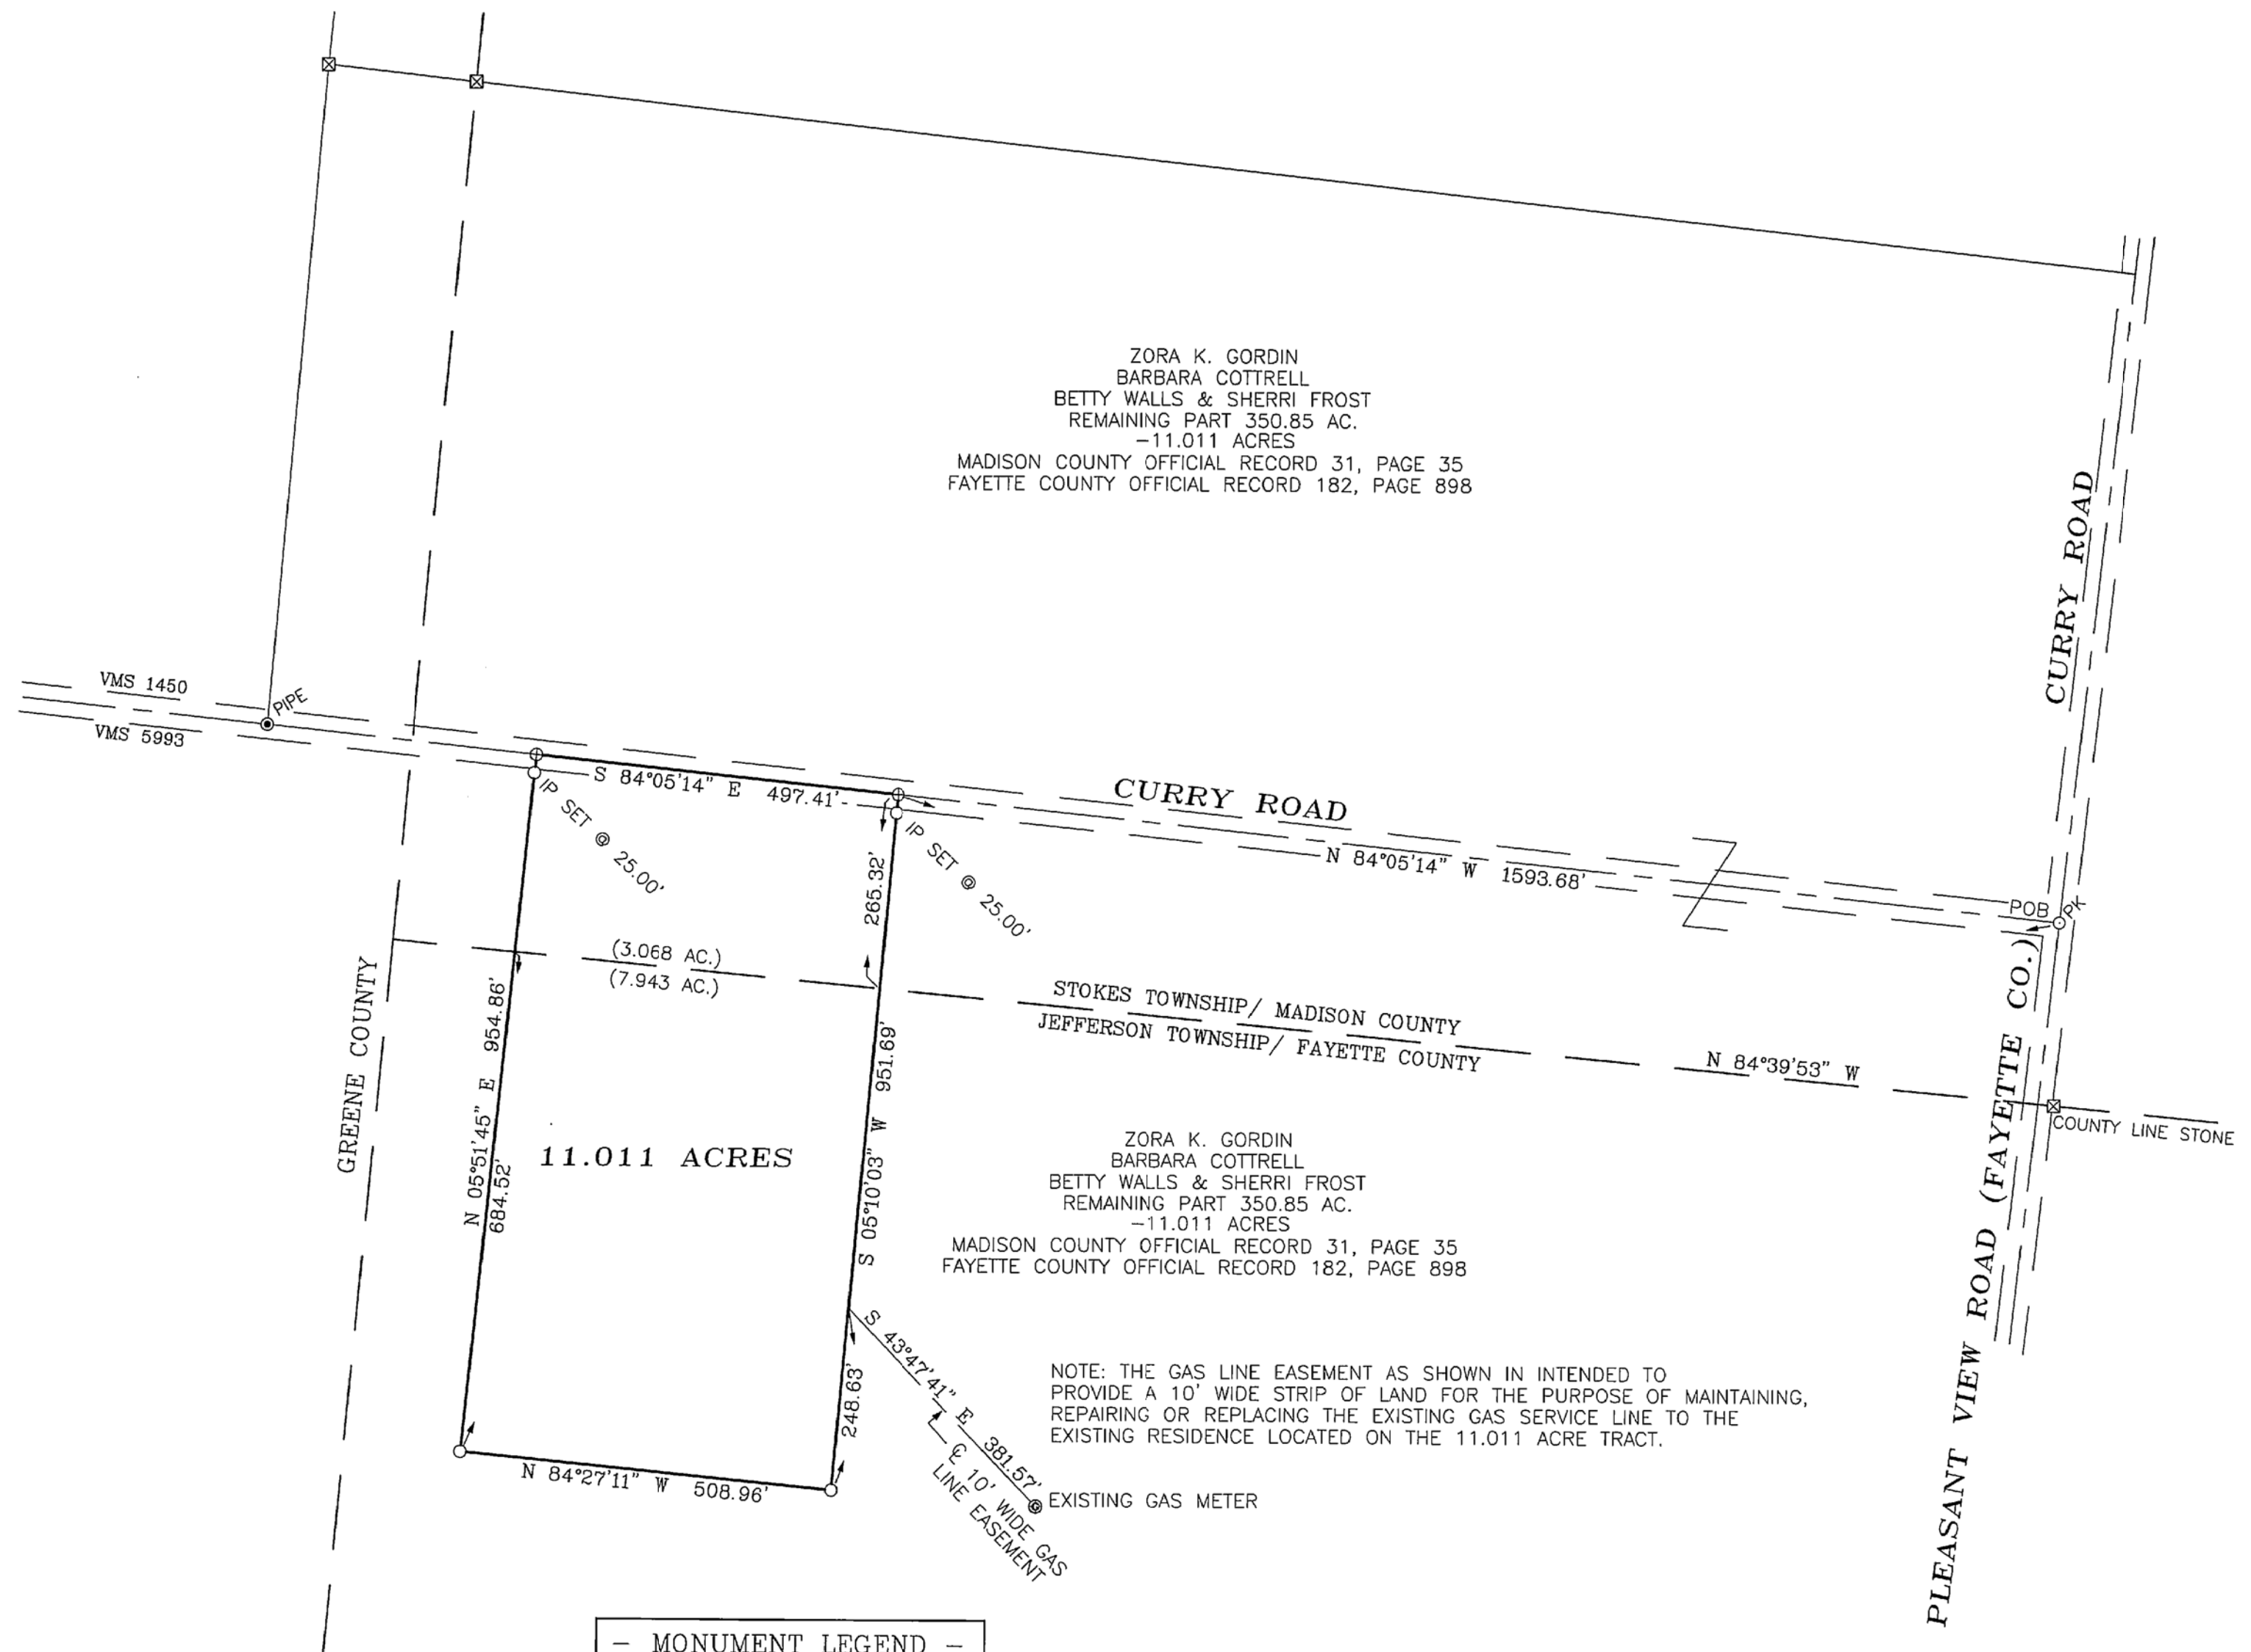 ZORA K. GORDIN
BARBARA COTTRELL
BETTY WALLS & SHERRI FROST
REMAINING PART 350.85 AC.
-11.011 ACRES
MADISON COUNTY OFFICIAL RECORD 31, PAGE 35
FAYETTE COUNTY OFFICIAL RECORD 182, PAGE 898
CURRY ROAD
VMS 1450
PIPE
VMS 5993
S 84°05'14" E 497.41'
CURRY ROAD
IP SET @ 25.00'
IP SET @ 25.00'
N 84°05'14" W 1593.68'
POB
PK
265.32'
(3.068 AC.)
(7.943 AC.)
STOKES TOWNSHIP/ MADISON COUNTY
JEFFERSON TOWNSHIP/ FAYETTE COUNTY
N 84°39'53" W
COUNTY LINE STONE
GREENE COUNTY
N 05°51'45" E 954.86'
684.52'
11.011 ACRES
S 05°10'03" W 951.69'
ZORA K. GORDIN
BARBARA COTTRELL
BETTY WALLS & SHERRI FROST
REMAINING PART 350.85 AC.
-11.011 ACRES
MADISON COUNTY OFFICIAL RECORD 31, PAGE 35
FAYETTE COUNTY OFFICIAL RECORD 182, PAGE 898
PLEASANT VIEW ROAD (FAYETTE CO.)
S 43°47'41" E 381.57'
248.63'
NOTE: THE GAS LINE EASEMENT AS SHOWN IN INTENDED TO
PROVIDE A 10' WIDE STRIP OF LAND FOR THE PURPOSE OF MAINTAINING,
REPAIRING OR REPLACING THE EXISTING GAS SERVICE LINE TO THE
EXISTING RESIDENCE LOCATED ON THE 11.011 ACRE TRACT.
N 84°27'11" W 508.96'
℄ 10' WIDE GAS
LINE EASEMENT
EXISTING GAS METER
- MONUMENT LEGEND -